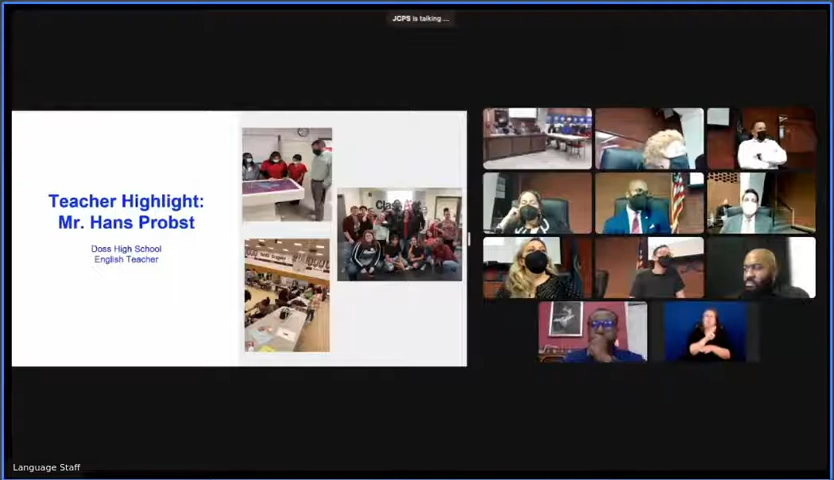 JCPS is talking ...
Teacher Highlight:
Mr. Hans Probst
Doss High School
English Teacher
Language Staff